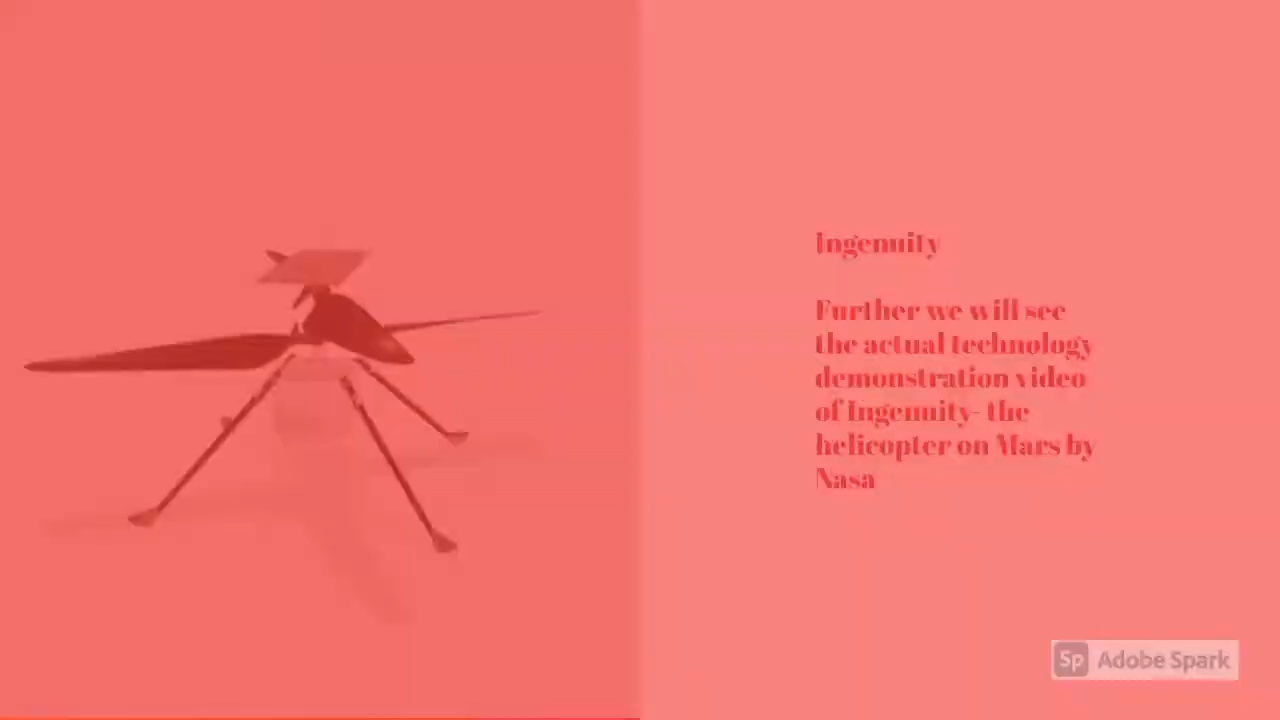 Ingenuity
Further we will see
the actual technology
demonstration video
of Ingenuity- the
helicopter on Mars by
Nasa
Sp Adobe Spark